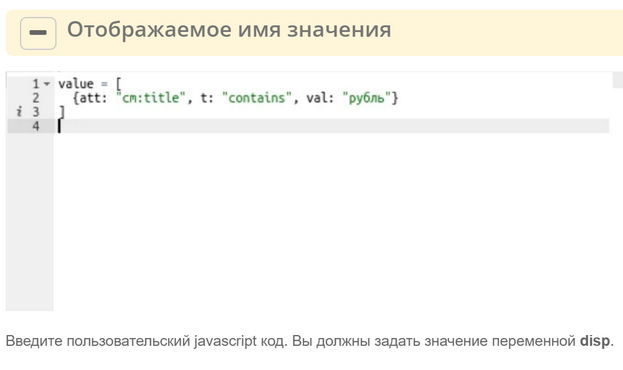 Отображаемое имя значения
1 value = [
2 {att: "cm:title", t: "contains", val: "рубль"}
i 3 ]
4
Введите пользовательский javascript код. Вы должны задать значение переменной disp.